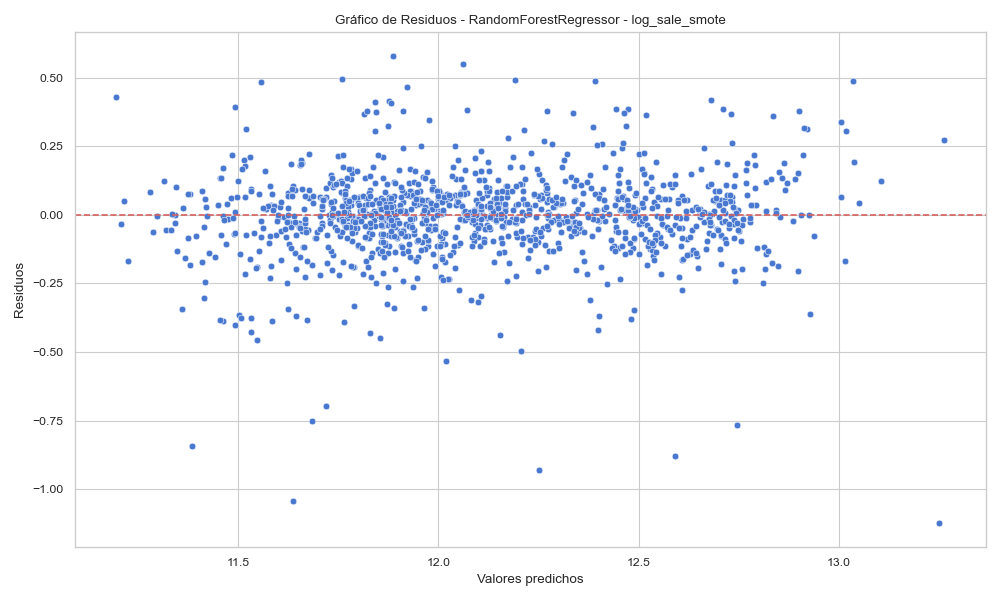 Gráfico de Residuos - RandomForestRegressor - log_sale_smote
0.50
0.25
0.00
−0.25
−0.50
−0.75
−1.00
Residuos
11.5 12.0 12.5 13.0
Valores predichos